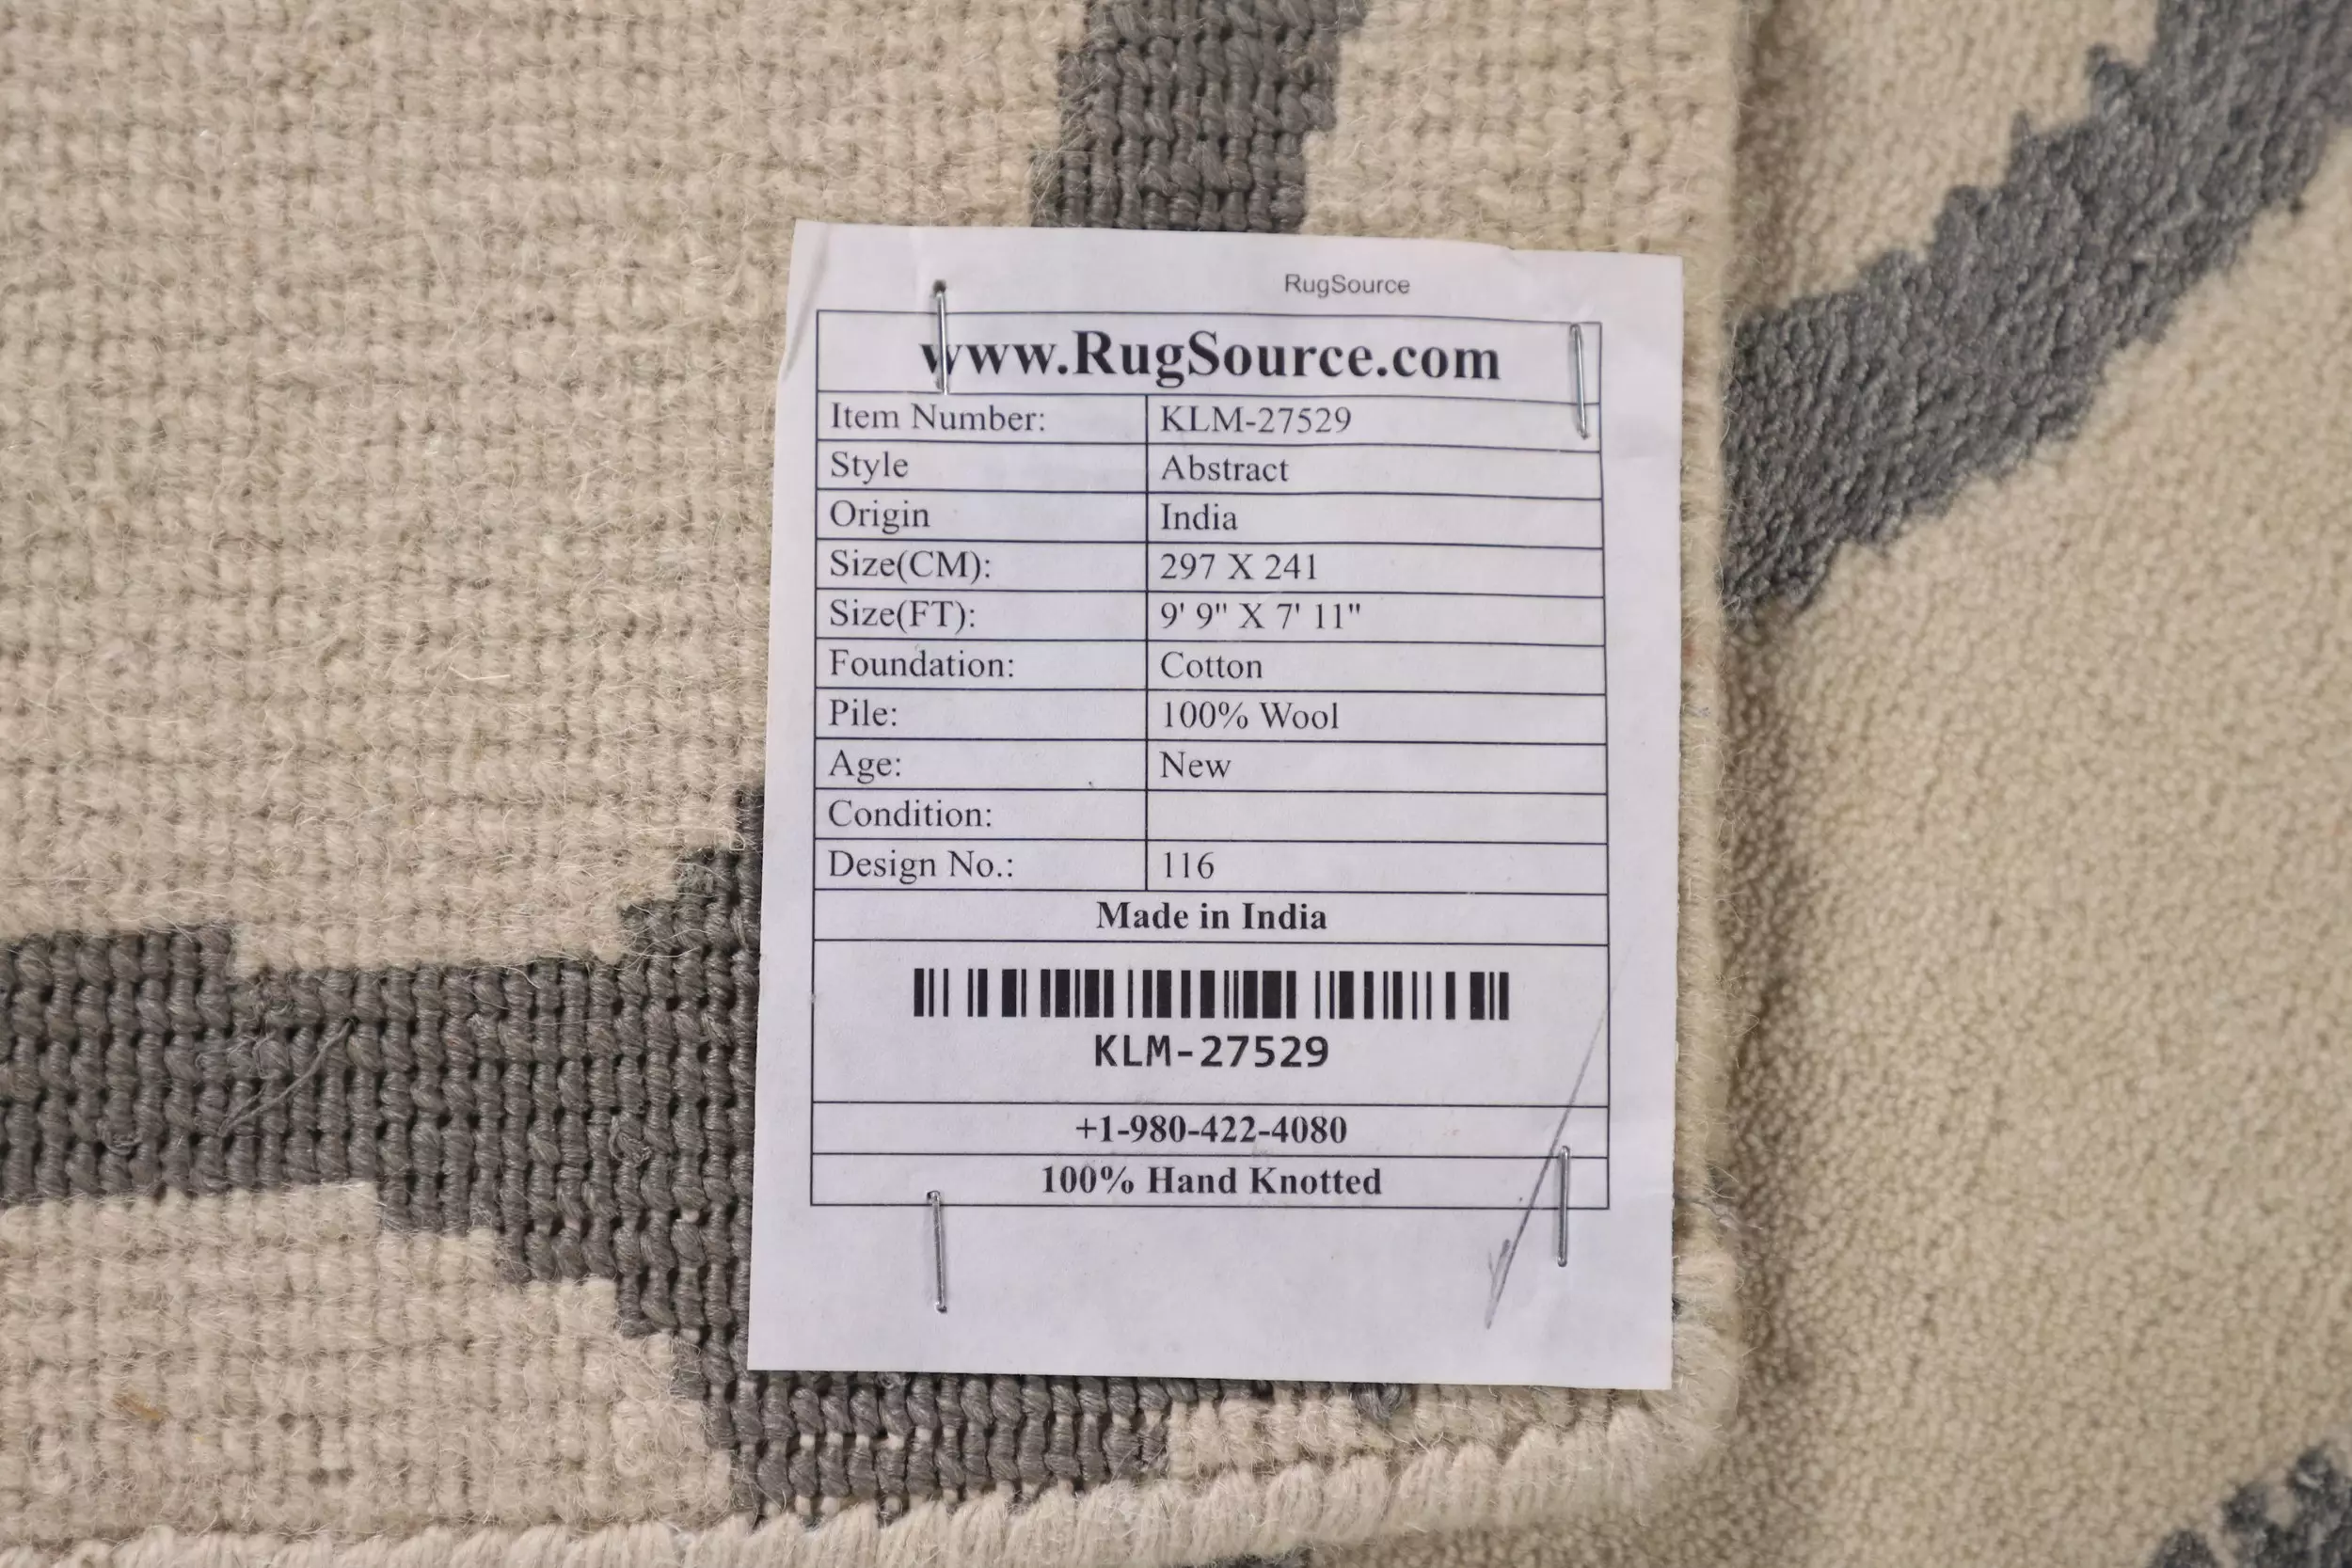 RugSource
www.RugSource.com
Item Number: KLM-27529
Style Abstract
Origin India
Size(CM): 297 X 241
Size(FT): 9' 9" X 7' 11"
Foundation: Cotton
Pile: 100% Wool
Age: New
Condition:
Design No.: 116
Made in India
KLM-27529
+1-980-422-4080
100% Hand Knotted